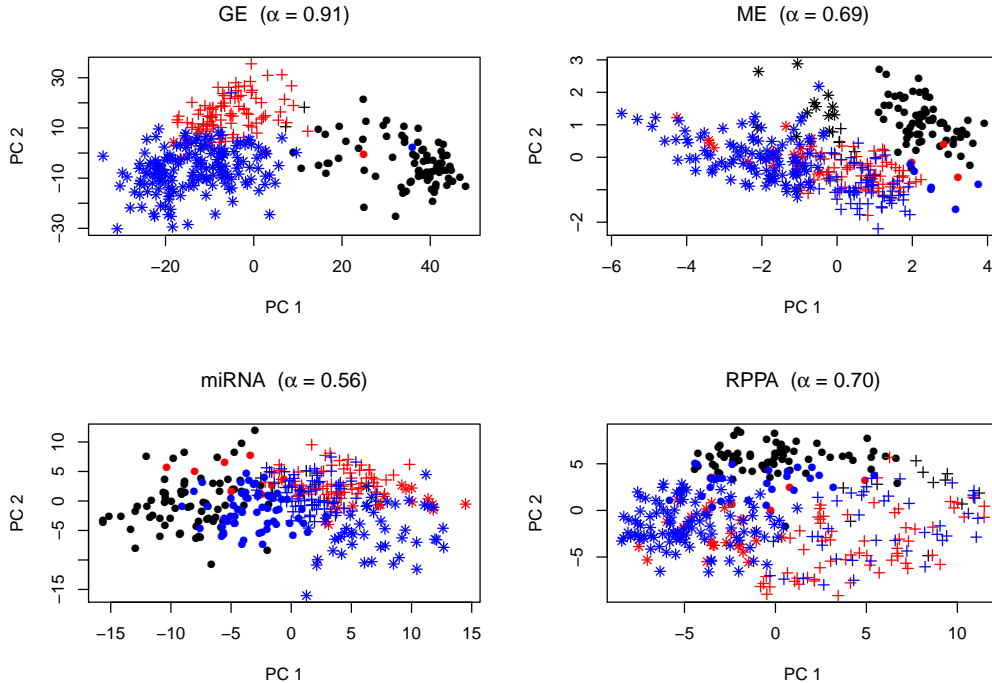 GE (α = 0.91)
PC 2
30
10
−10
−30
−20 0 20 40
PC 1
ME (α = 0.69)
PC 2
3
2
1
0
−2
−6 −4 −2 0 2 4
PC 1
miRNA (α = 0.56)
PC 2
10
5
0
−5
−15
−15 −10 −5 0 5 10 15
PC 1
RPPA (α = 0.70)
PC 2
5
0
−5
−5 0 5 10
PC 1